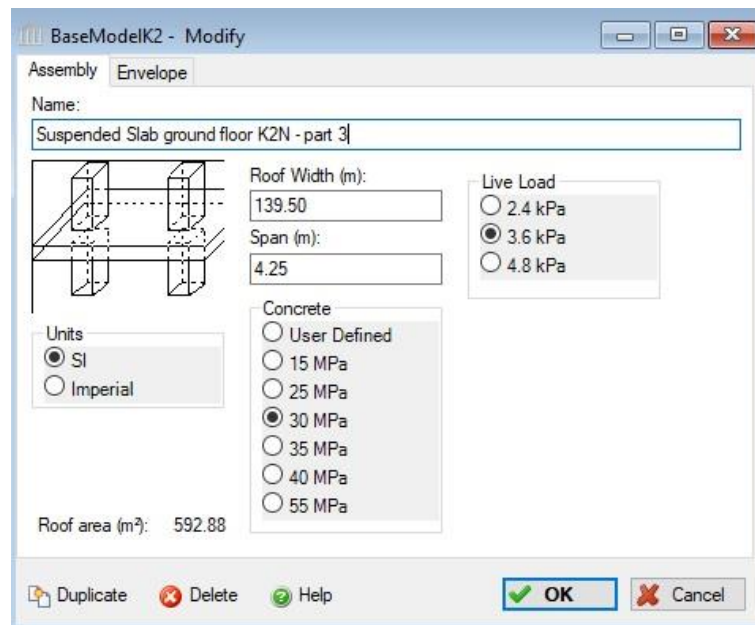 BaseModelK2 - Modify
Assembly Envelope
Name:
Suspended Slab ground floor K2N - part 3
Roof Width (m):
139.50
Span (m):
4.25
Live Load
2.4 kPa
3.6 kPa
4.8 kPa
Units
SI
Imperial
Concrete
User Defined
15 MPa
25 MPa
30 MPa
35 MPa
40 MPa
55 MPa
Roof area (m²): 592.88
Duplicate Delete Help OK Cancel